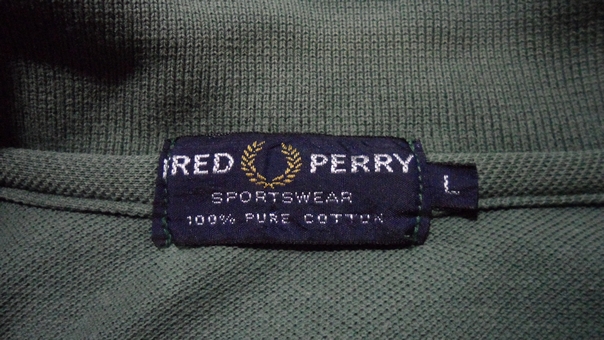 FRED PERRY
SPORTSWEAR
100% PURE COTTON
L